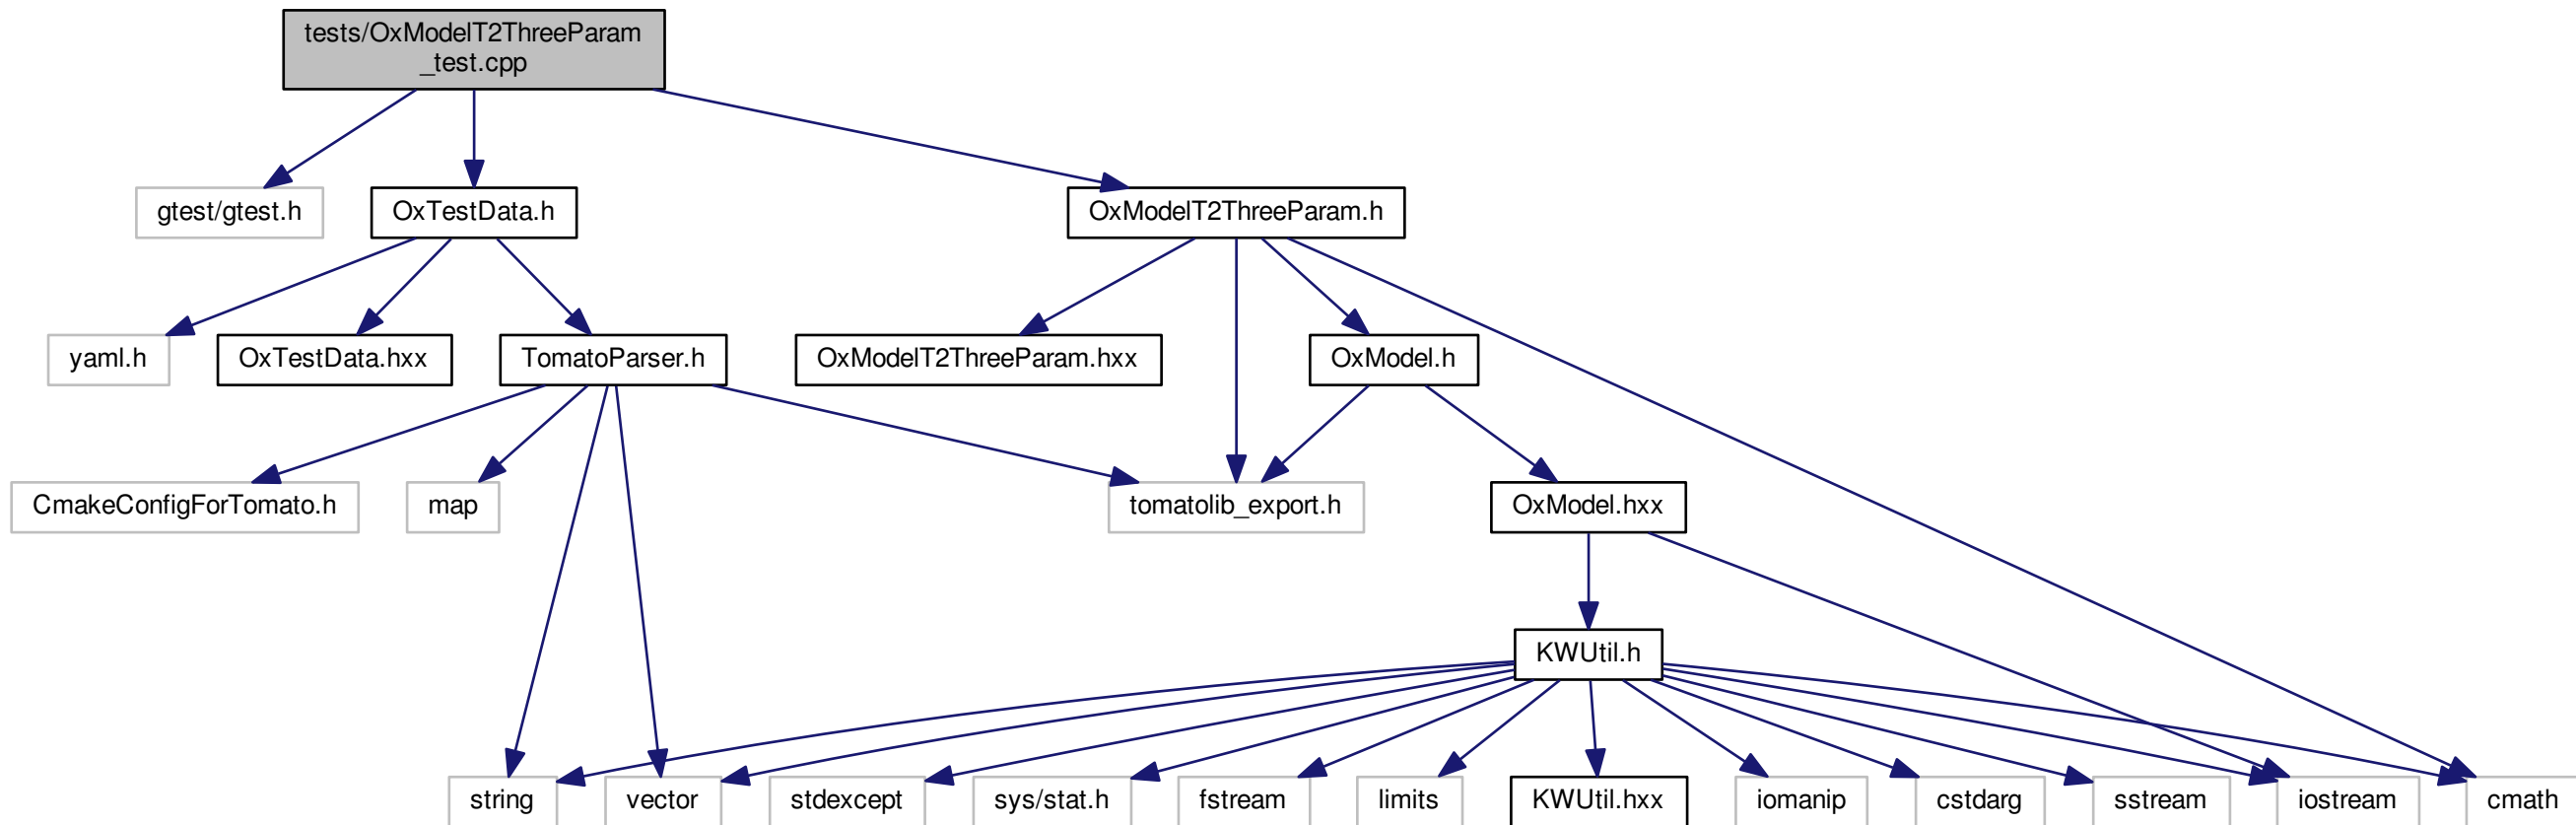 tests/OxModelT2ThreeParam
_test.cpp
gtest/gtest.h
OxTestData.h
OxModelT2ThreeParam.h
yaml.h
OxTestData.hxx
TomatoParser.h
OxModelT2ThreeParam.hxx
OxModel.h
CmakeConfigForTomato.h
map
tomatolib_export.h
OxModel.hxx
KWUtil.h
string
vector
stdexcept
sys/stat.h
fstream
limits
KWUtil.hxx
iomanip
cstdarg
sstream
iostream
cmath